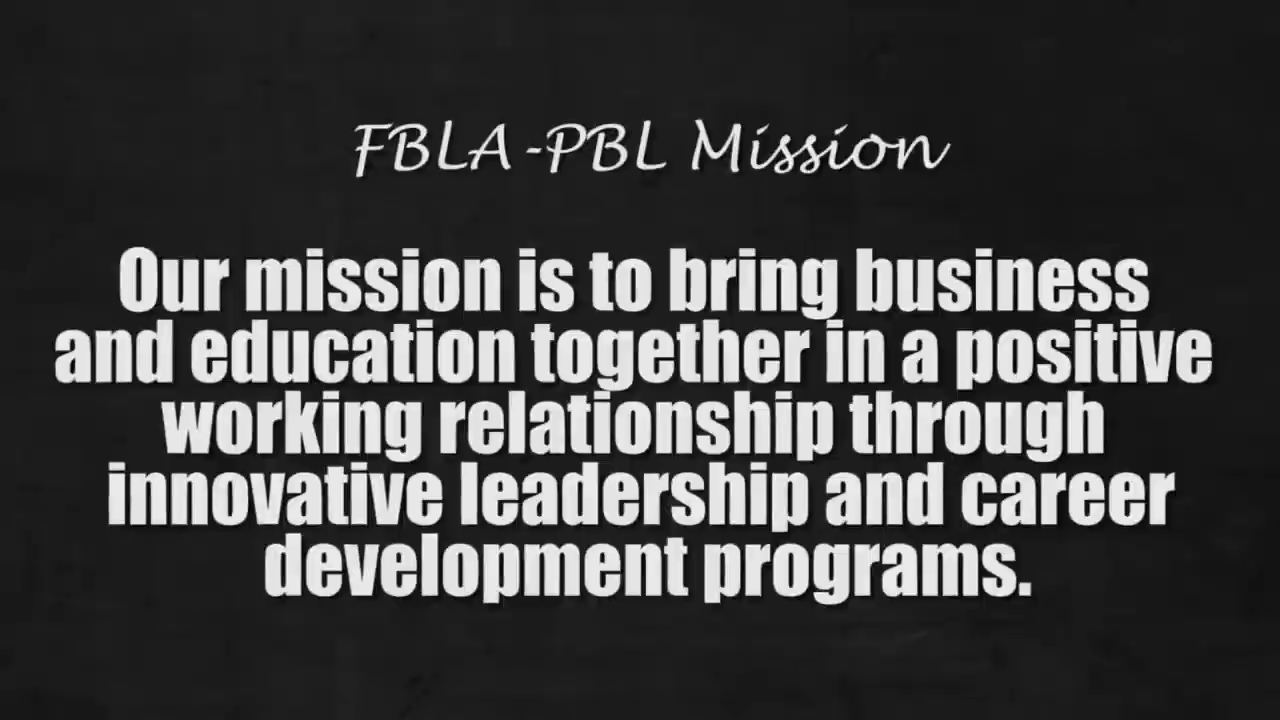 FBLA-PBL Mission
Our mission is to bring business
and education together in a positive
working relationship through
innovative leadership and career
development programs.